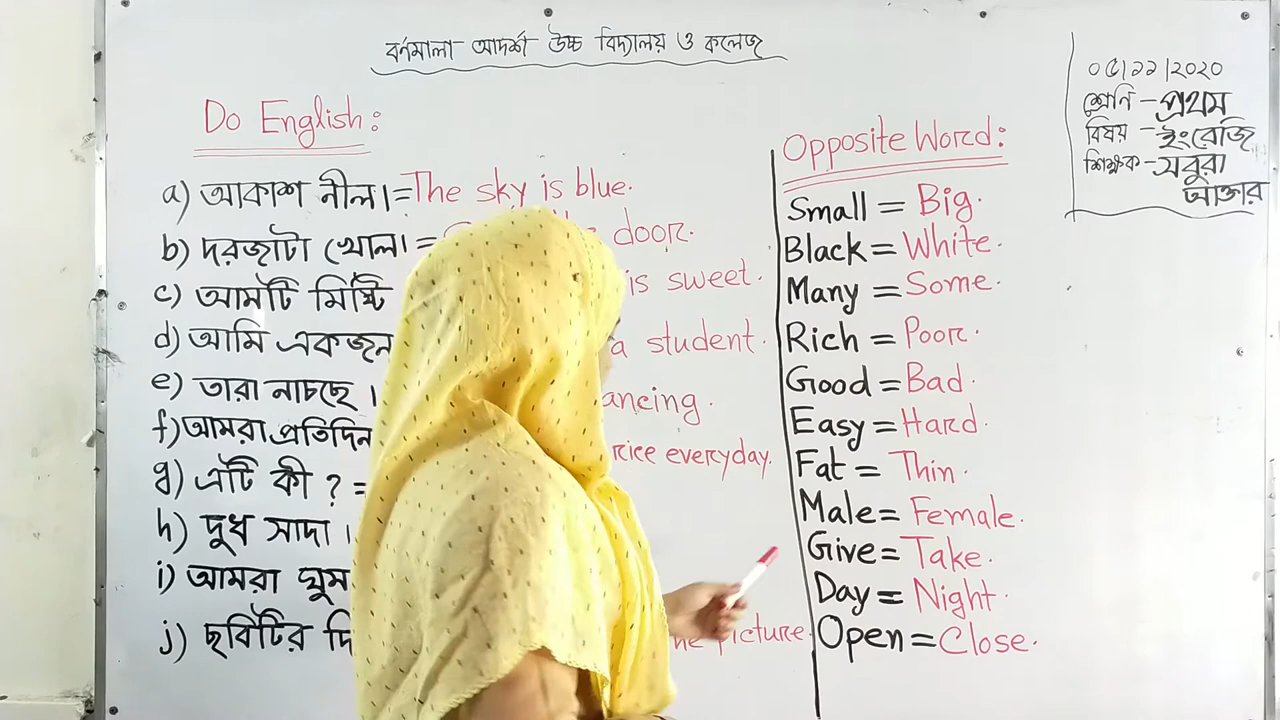 বর্ণমালা আদর্শ উচ্চ বিদ্যালয় ও কলেজ
০৫/১১/2020
শ্রেনি - প্রথম
বিষয় - ইংরেজি
শিক্ষক - সবুরা
আক্তার
Do English:
a) আকাশ নীল। = The sky is blue.
b) দরজাটা খোল। = door.
c) আমটি মিষ্টি is sweet.
d) আমি একজন a student.
e) তারা নাচছে। ancing.
f) আমরা প্রতিদিন rice everyday.
g) এটি কী ? =
h) দুধ সাদা।
i) আমরা ঘুম
j) ছবিটির দি he picture.
Opposite Word:
Small = Big.
Black = White.
Many = Some.
Rich = Poor.
Good = Bad.
Easy = Hard.
Fat = Thin.
Male = Female.
Give = Take.
Day = Night.
Open = Close.